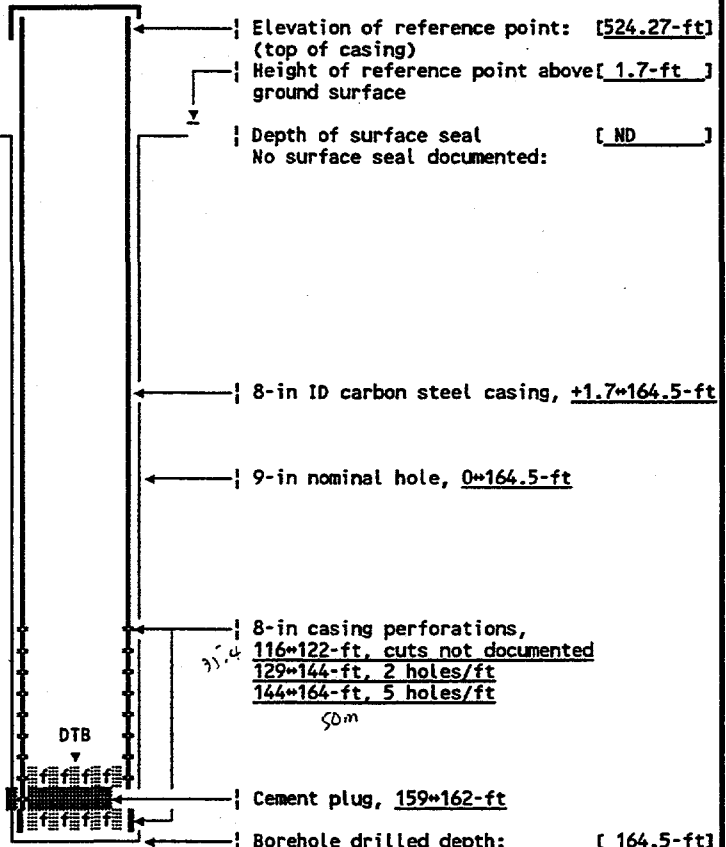 Elevation of reference point: [524.27-ft]
(top of casing)
Height of reference point above[ 1.7-ft ]
ground surface
Depth of surface seal [ ND ]
No surface seal documented:
8-in ID carbon steel casing, +1.7↔164.5-ft
9-in nominal hole, 0↔164.5-ft
8-in casing perforations,
35.4 116↔122-ft, cuts not documented
129↔144-ft, 2 holes/ft
144↔164-ft, 5 holes/ft
50m
DTB
fffff
Cement plug, 159↔162-ft
fffff
Borehole drilled depth: [ 164.5-ft]